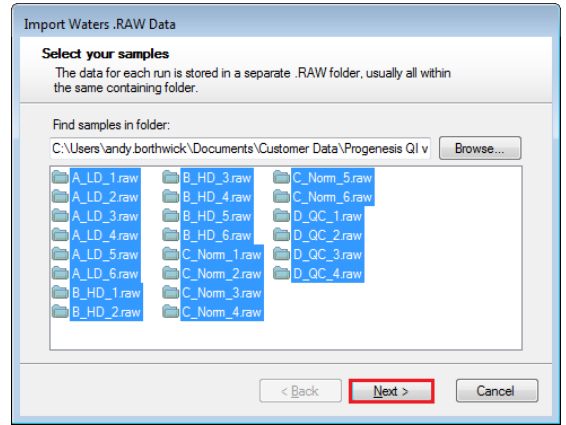 Import Waters .RAW Data
Select your samples
The data for each run is stored in a separate .RAW folder, usually all within
the same containing folder.
Find samples in folder:
C:\Users\andy.borthwick\Documents\Customer Data\Progenesis QI v
Browse...
A_LD_1.raw B_HD_3.raw C_Norm_5.raw
A_LD_2.raw B_HD_4.raw C_Norm_6.raw
A_LD_3.raw B_HD_5.raw D_QC_1.raw
A_LD_4.raw B_HD_6.raw D_QC_2.raw
A_LD_5.raw C_Norm_1.raw D_QC_3.raw
A_LD_6.raw C_Norm_2.raw D_QC_4.raw
B_HD_1.raw C_Norm_3.raw
B_HD_2.raw C_Norm_4.raw
< Back Next > Cancel